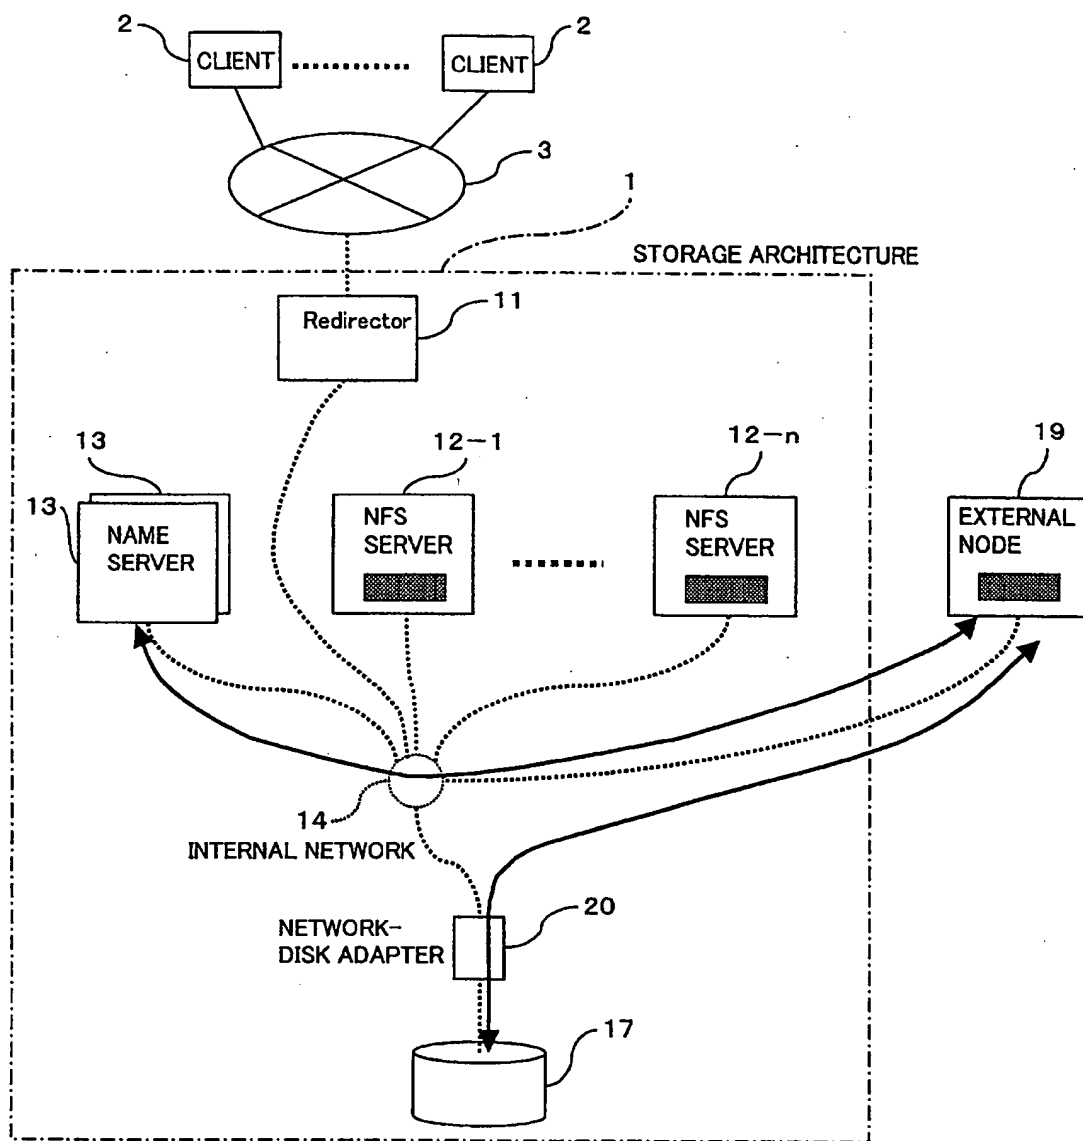 2
2
CLIENT
CLIENT
3
1
STORAGE ARCHITECTURE
Redirector
11
13
12-1
12-n
19
13
NAME
SERVER
NFS
SERVER
NFS
SERVER
EXTERNAL
NODE
14
INTERNAL NETWORK
NETWORK-
DISK ADAPTER
20
17